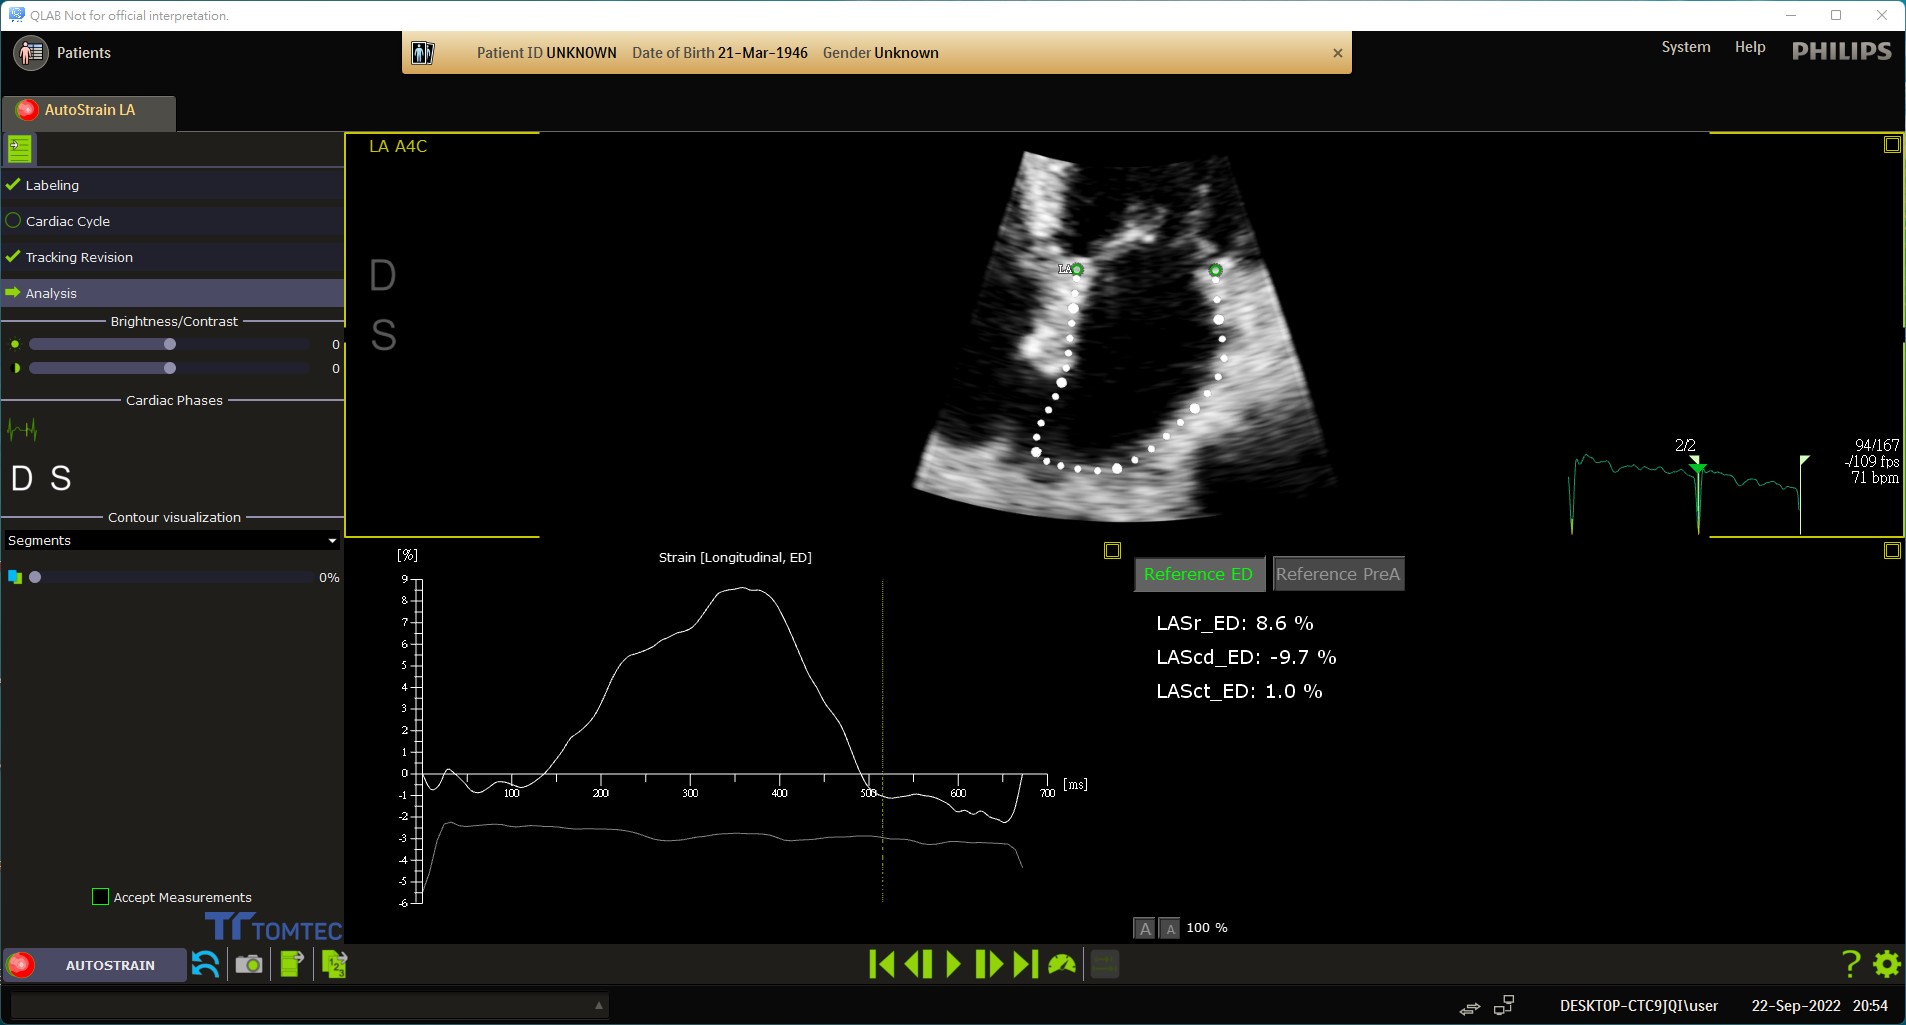 QLAB Not for official interpretation.
Patients
Patient ID UNKNOWN Date of Birth 21-Mar-1946 Gender Unknown
System Help PHILIPS
AutoStrain LA
Labeling
Cardiac Cycle
Tracking Revision
Analysis
Brightness/Contrast
0
0
Cardiac Phases
D S
Contour visualization
Segments
0%
Accept Measurements
TOMTEC
LA A4C
D
S
LA
2/2
94/167
-/109 fps
71 bpm
[%]
Strain [Longitudinal, ED]
9
8
7
6
5
4
3
2
1
0
-1
-2
-3
-4
-5
-6
100 200 300 400 500 600 700 [ms]
Reference ED Reference PreA
LASr_ED: 8.6 %
LAScd_ED: -9.7 %
LASct_ED: 1.0 %
A A 100 %
AUTOSTRAIN
1 2 3
?
DESKTOP-CTC9JQI\user 22-Sep-2022 20:54